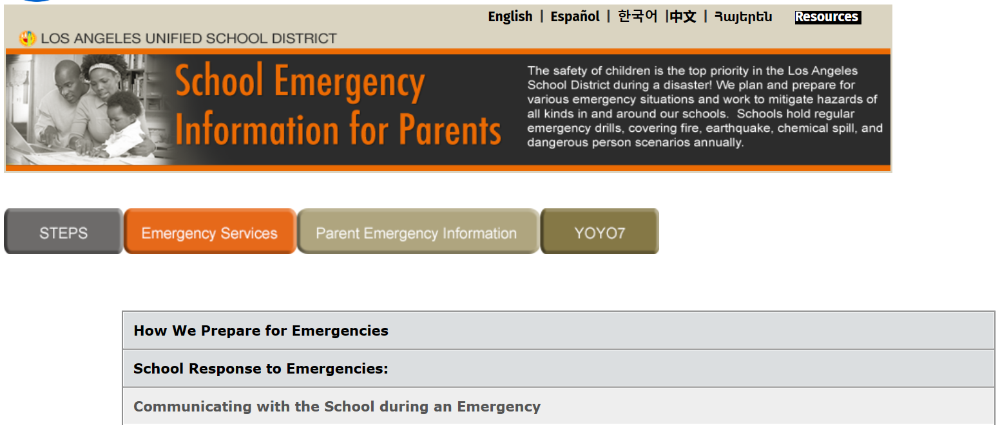 English | Español | 한국어 |中文 | Հայերեն Resources
LOS ANGELES UNIFIED SCHOOL DISTRICT
School Emergency
Information for Parents
The safety of children is the top priority in the Los Angeles
School District during a disaster! We plan and prepare for
various emergency situations and work to mitigate hazards of
all kinds in and around our schools. Schools hold regular
emergency drills, covering fire, earthquake, chemical spill, and
dangerous person scenarios annually.
STEPS Emergency Services Parent Emergency Information YOYO7
How We Prepare for Emergencies
School Response to Emergencies:
Communicating with the School during an Emergency